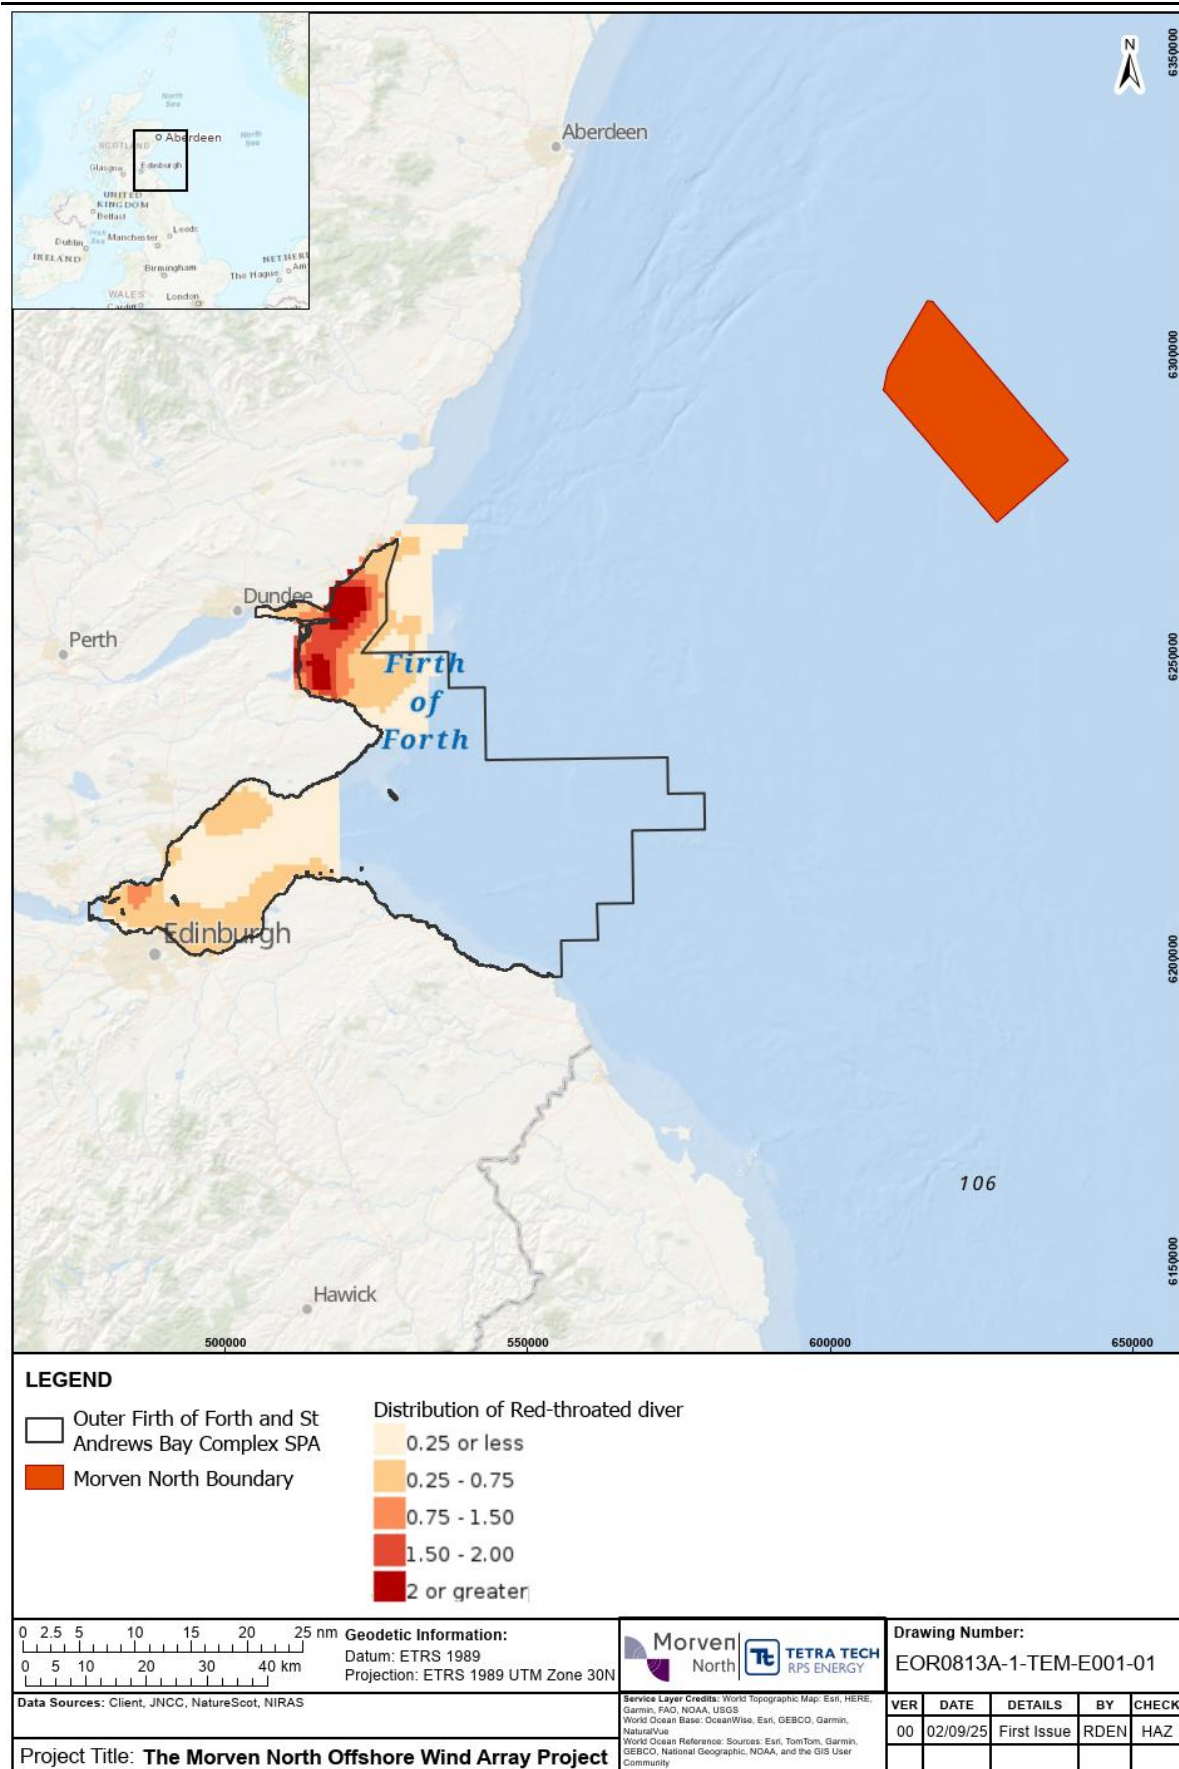 North
Sea
Aberdeen
North
Sea
SCOTLAND
Glasgow
Edinburgh
UNITED
KINGDOM
Belfast
Irish
Sea
Leeds
Dublin
Manchester
IRELAND
NETHER
Birmingham
The Hague
Am
WALES
London
Cardiff
N
6350000
Aberdeen
6300000
Dundee
Perth
Firth
of
Forth
6250000
Edinburgh
6200000
106
6150000
Hawick
500000
550000
600000
650000
LEGEND
Outer Firth of Forth and St
Andrews Bay Complex SPA
Morven North Boundary
Distribution of Red-throated diver
0.25 or less
0.25 - 0.75
0.75 - 1.50
1.50 - 2.00
2 or greater
0 2.5 5 10 15 20 25 nm
0 5 10 20 30 40 km
Geodetic Information:
Datum: ETRS 1989
Projection: ETRS 1989 UTM Zone 30N
Morven
North
Tt
TETRA TECH
RPS ENERGY
Drawing Number:
EOR0813A-1-TEM-E001-01
Data Sources: Client, JNCC, NatureScot, NIRAS
Service Layer Credits: World Topographic Map: Esri, HERE,
Garmin, FAO, NOAA, USGS
World Ocean Base: OceanWise, Esri, GEBCO, Garmin,
NaturalVue
World Ocean Reference: Sources: Esri, TomTom, Garmin,
GEBCO, National Geographic, NOAA, and the GIS User
Community
VER DATE DETAILS BY CHECK
00 02/09/25 First Issue RDEN HAZ
Project Title: The Morven North Offshore Wind Array Project